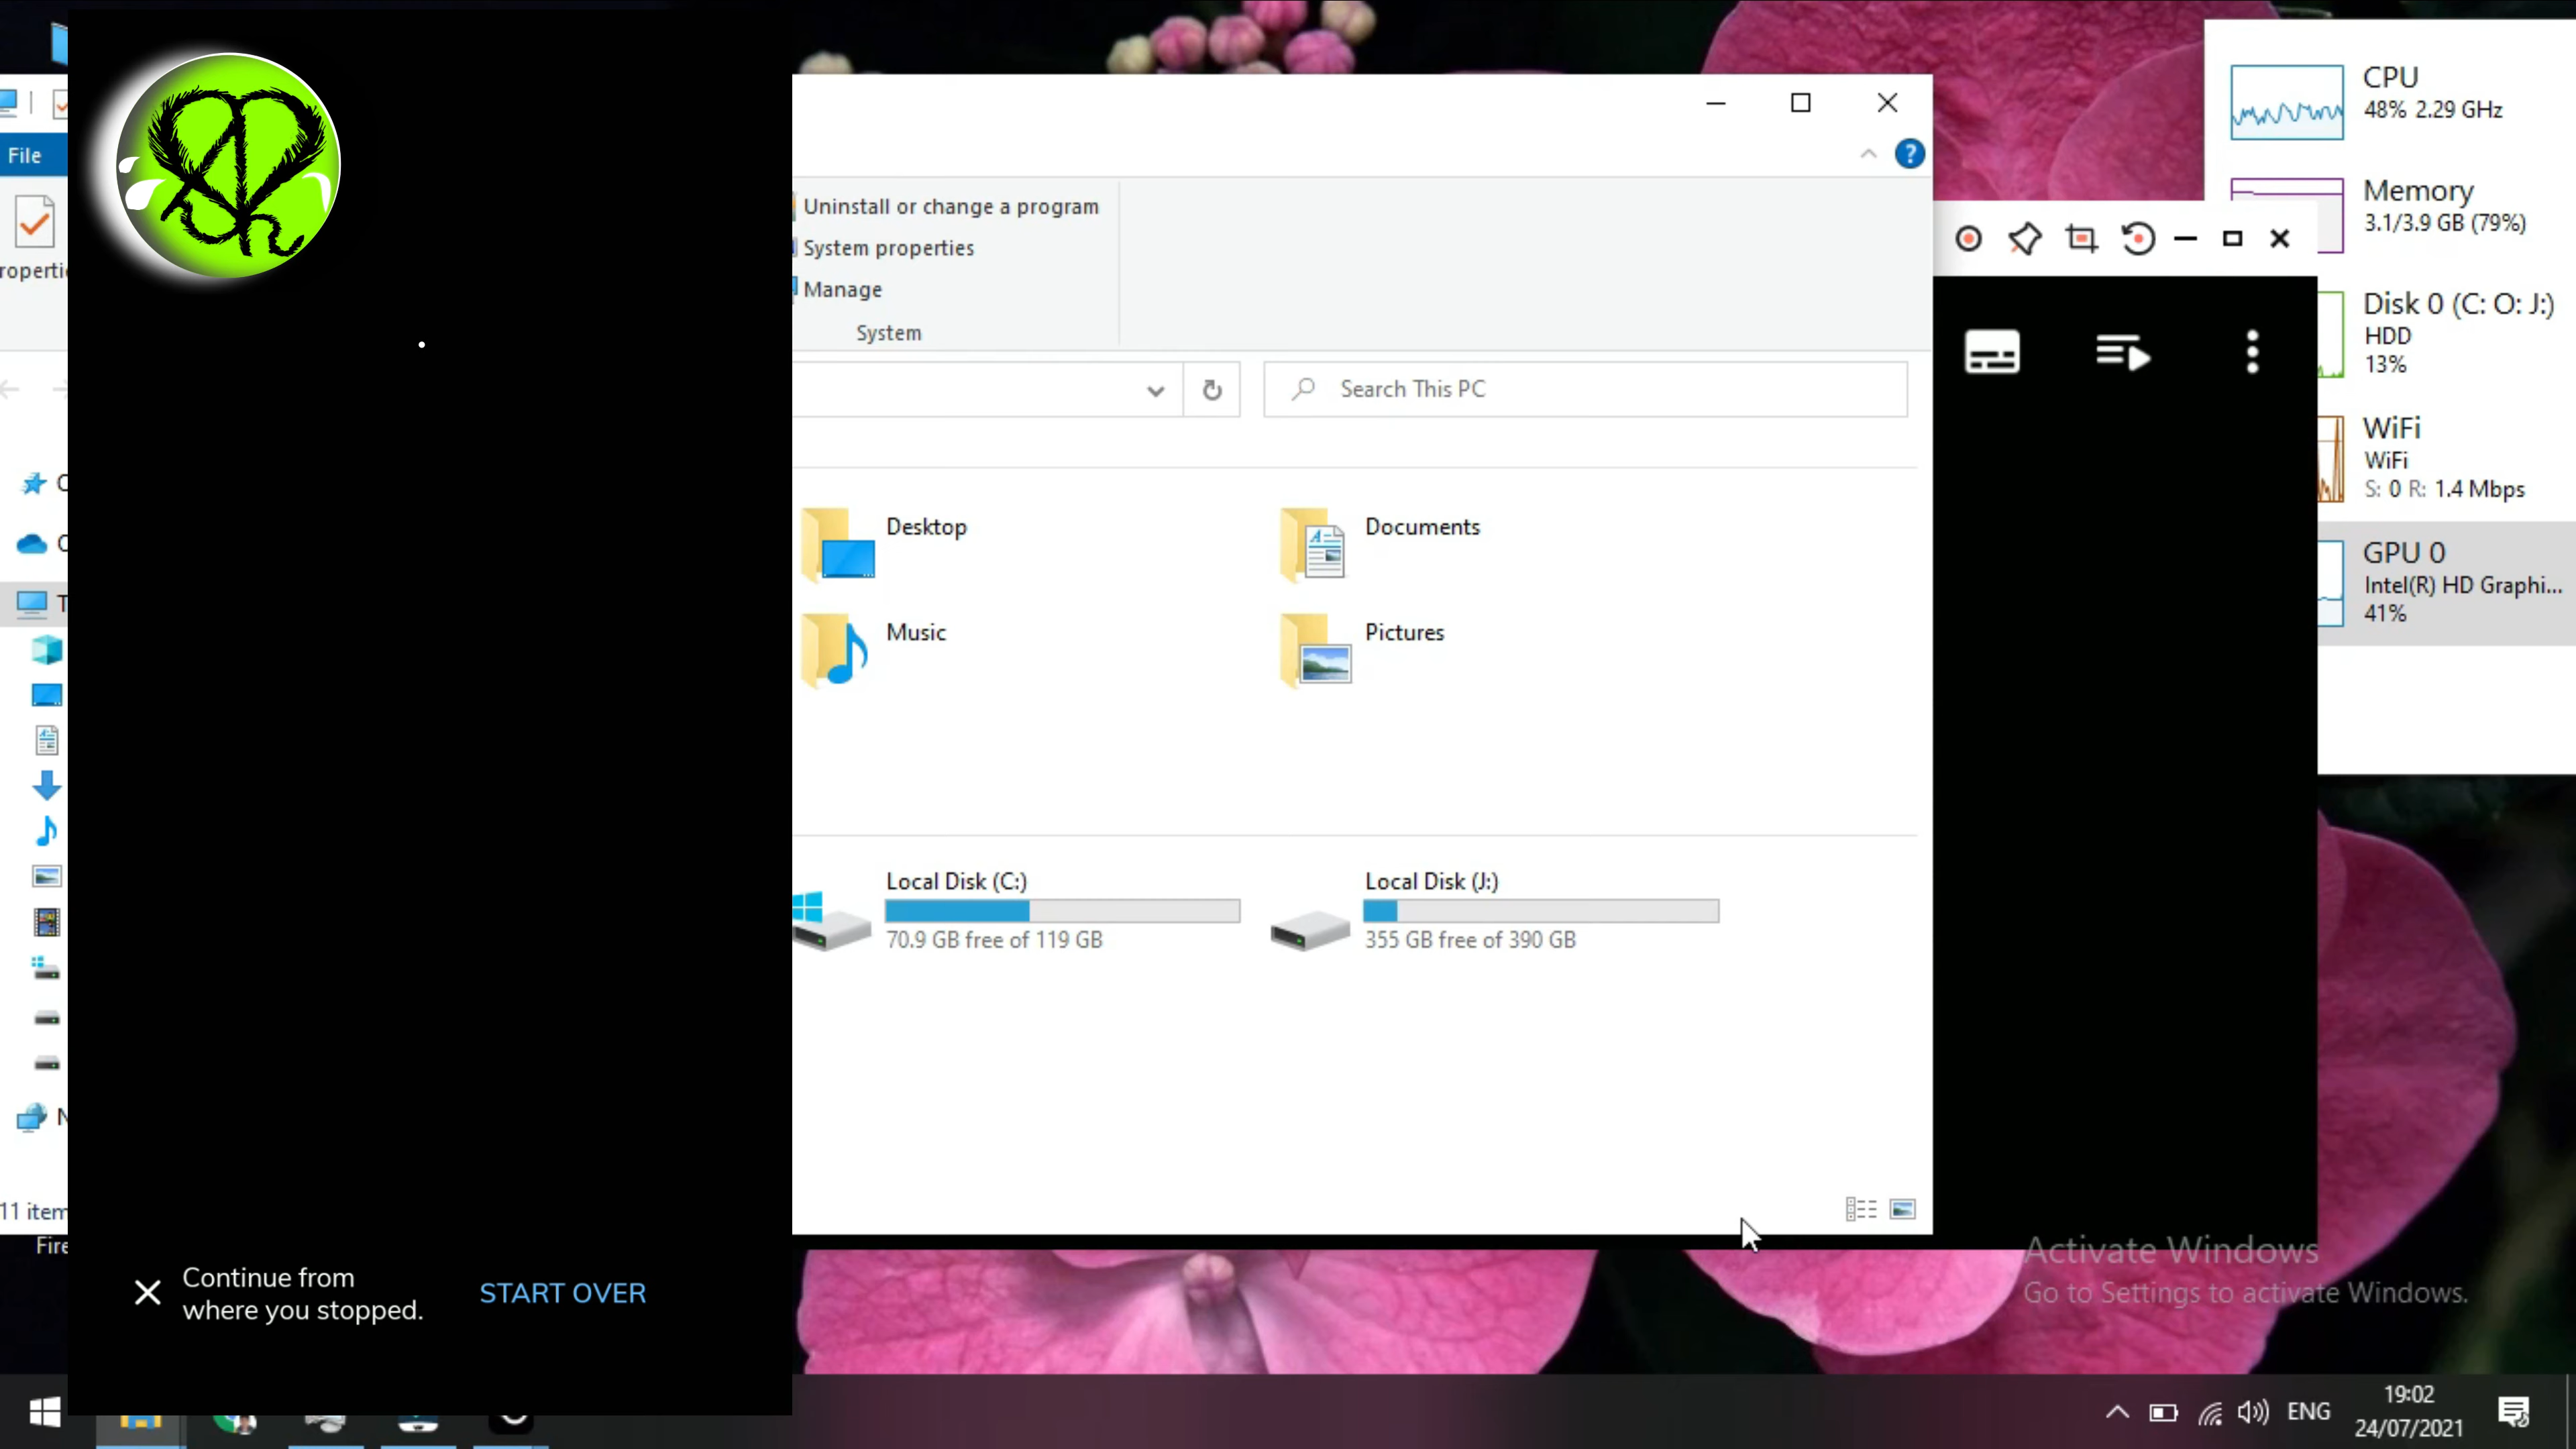 File
Uninstall or change a program
System properties
Manage
System
Search This PC
Desktop
Documents
Music
Pictures
Local Disk (C:)
70.9 GB free of 119 GB
Local Disk (J:)
355 GB free of 390 GB
11 item
Continue from
where you stopped.
START OVER
CPU
48% 2.29 GHz
Memory
3.1/3.9 GB (79%)
Disk 0 (C: O: J:)
HDD
13%
WiFi
WiFi
S: 0 R: 1.4 Mbps
GPU 0
Intel(R) HD Graphi...
41%
Activate Windows
Go to Settings to activate Windows.
ENG
19:02
24/07/2021